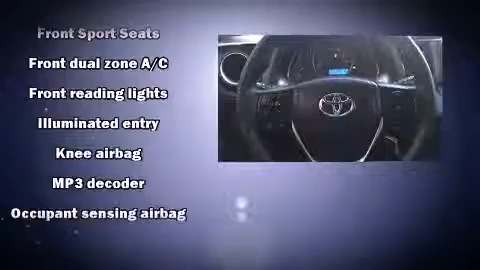 Front Sport Seats
Front dual zone A/C
Front reading lights
Illuminated entry
Knee airbag
MP3 decoder
Occupant sensing airbag